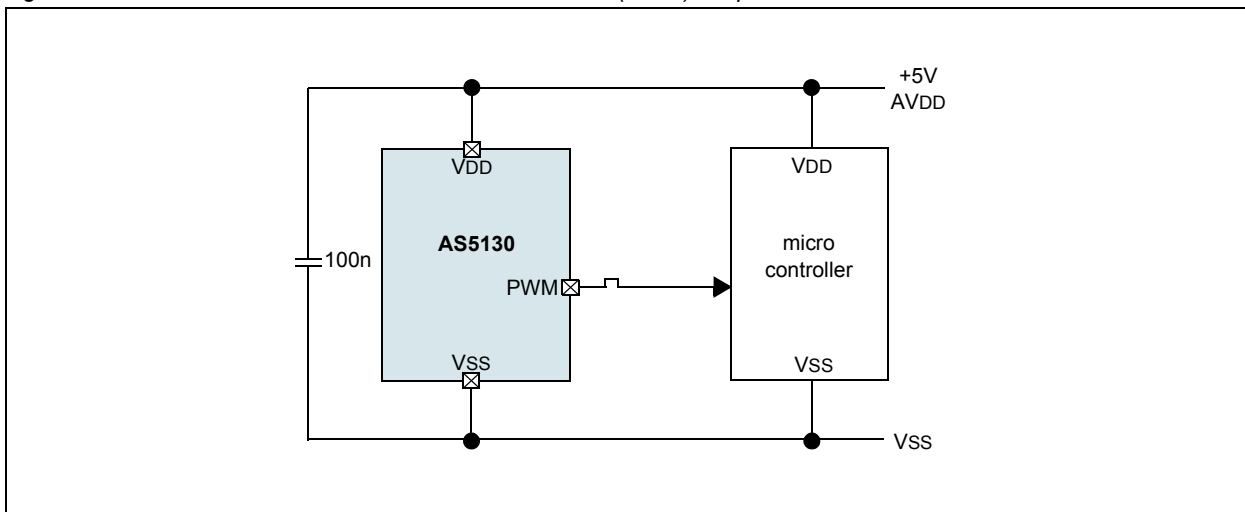 +5V
AVDD
VDD
VDD
AS5130
micro
controller
100n
PWM
VSS
VSS
VSS